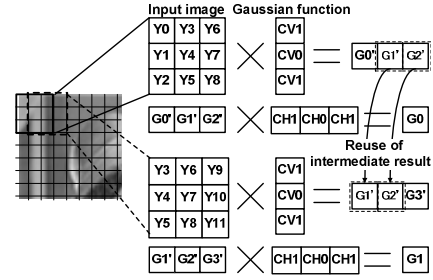 Input image Gaussian function
Y0 Y3 Y6 CV1
Y1 Y4 Y7 CV0 G0' G1' G2'
Y2 Y5 Y8 CV1
G0' G1' G2' CH1 CH0 CH1 G0
Reuse of
intermediate result
Y3 Y6 Y9 CV1
Y4 Y7 Y10 CV0 G1' G2' G3'
Y5 Y8 Y11 CV1
G1' G2' G3' CH1 CH0 CH1 G1